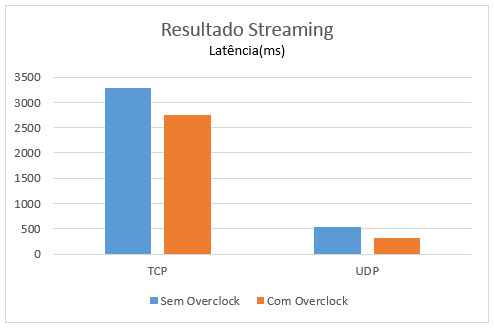 Resultado Streaming
Latência(ms)
3500
3000
2500
2000
1500
1000
500
0
TCP UDP
Sem Overclock Com Overclock